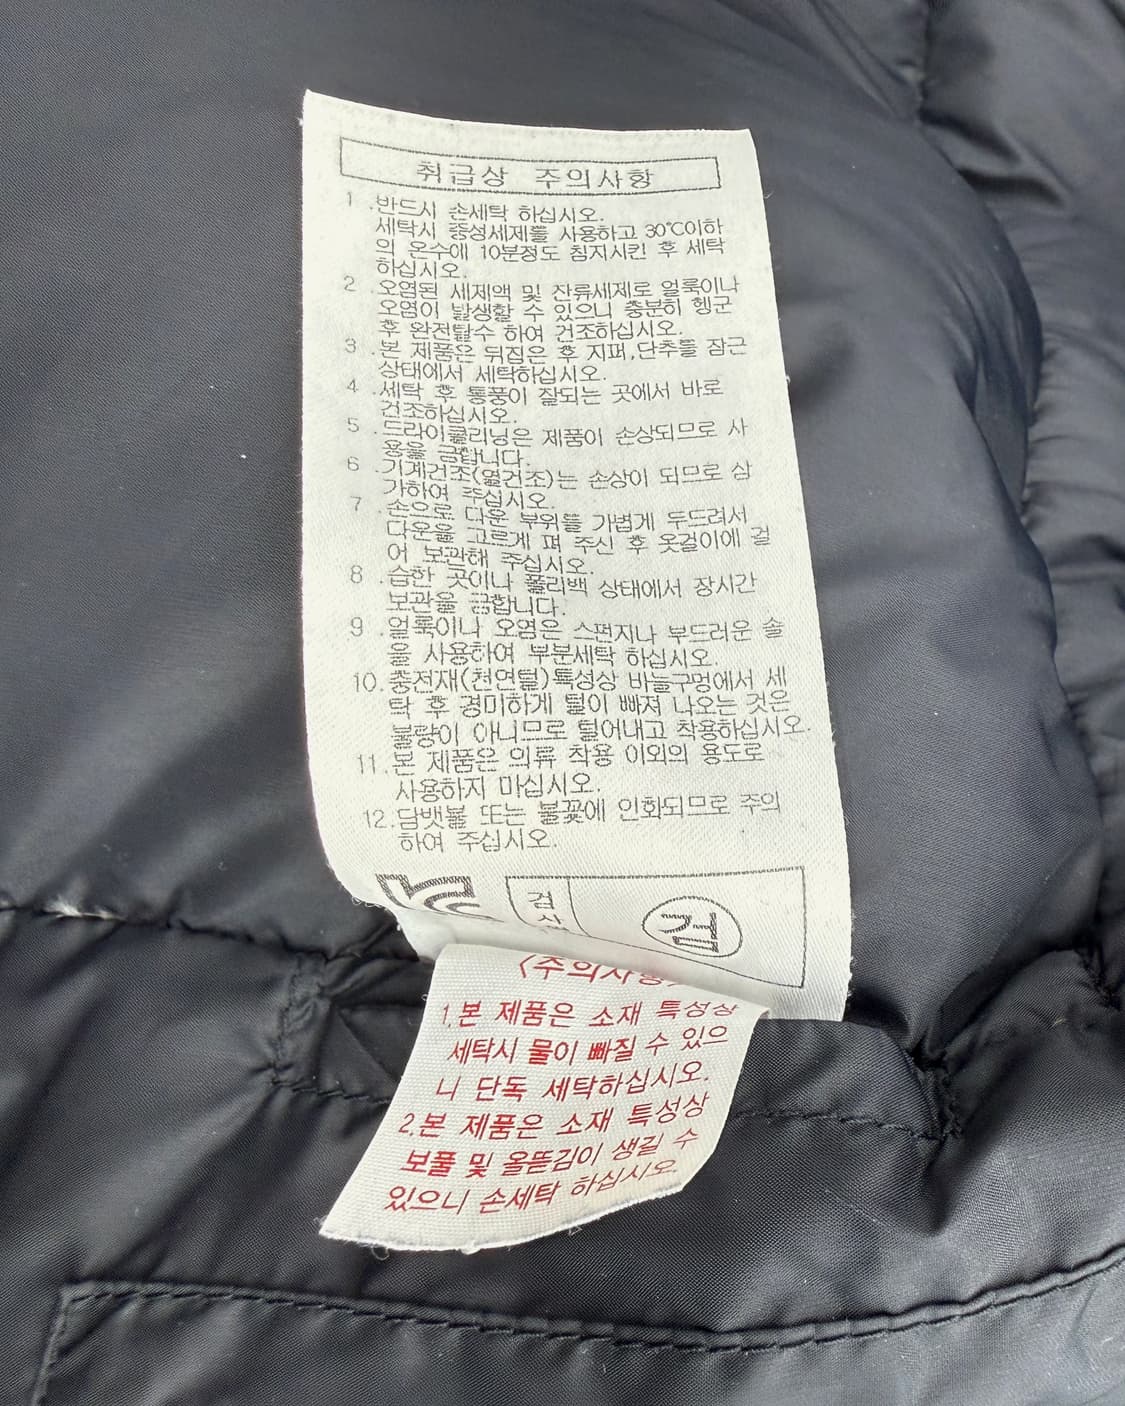 취급상 주의사항
1 .반드시 손세탁 하십시오.
세탁시 중성세제를 사용하고 30℃이하
의 온수에 10분정도 침지시킨 후 세탁
하십시오.
2 .오염된 세제액 및 잔류세제로 얼룩이나
오염이 발생할 수 있으니 충분히 헹군
후 완전탈수 하여 건조하십시오.
3 .본 제품은 뒤집은 후 지퍼,단추를 잠근
상태에서 세탁하십시오.
4 .세탁 후 통풍이 잘되는 곳에서 바로
건조하십시오.
5 .드라이클리닝은 제품이 손상되므로 사
용을 금합니다.
6 .기계건조(열건조)는 손상이 되므로 삼
가하여 주십시오.
7 .손으로 다운 부위를 가볍게 두드려서
다운을 고르게 펴 주신 후 옷걸이에 걸
어 보관해 주십시오.
8 .습한 곳이나 폴리백 상태에서 장시간
보관을 금합니다.
9 .얼룩이나 오염은 스펀지나 부드러운 솔
을 사용하여 부분세탁 하십시오.
10.충전재(천연털)특성상 바늘구멍에서 세
탁 후 경미하게 털이 빠져 나오는 것은
불량이 아니므로 털어내고 착용하십시오.
11.본 제품은 의류 착용 이외의 용도로
사용하지 마십시오.
12.담뱃불 또는 불꽃에 인화되므로 주의
하여 주십시오.
KC
검사
검
<주의사항>
1.본 제품은 소재 특성상
세탁시 물이 빠질 수 있으
니 단독 세탁하십시오.
2.본 제품은 소재 특성상
보풀 및 올뜯김이 생길 수
있으니 손세탁 하십시오.